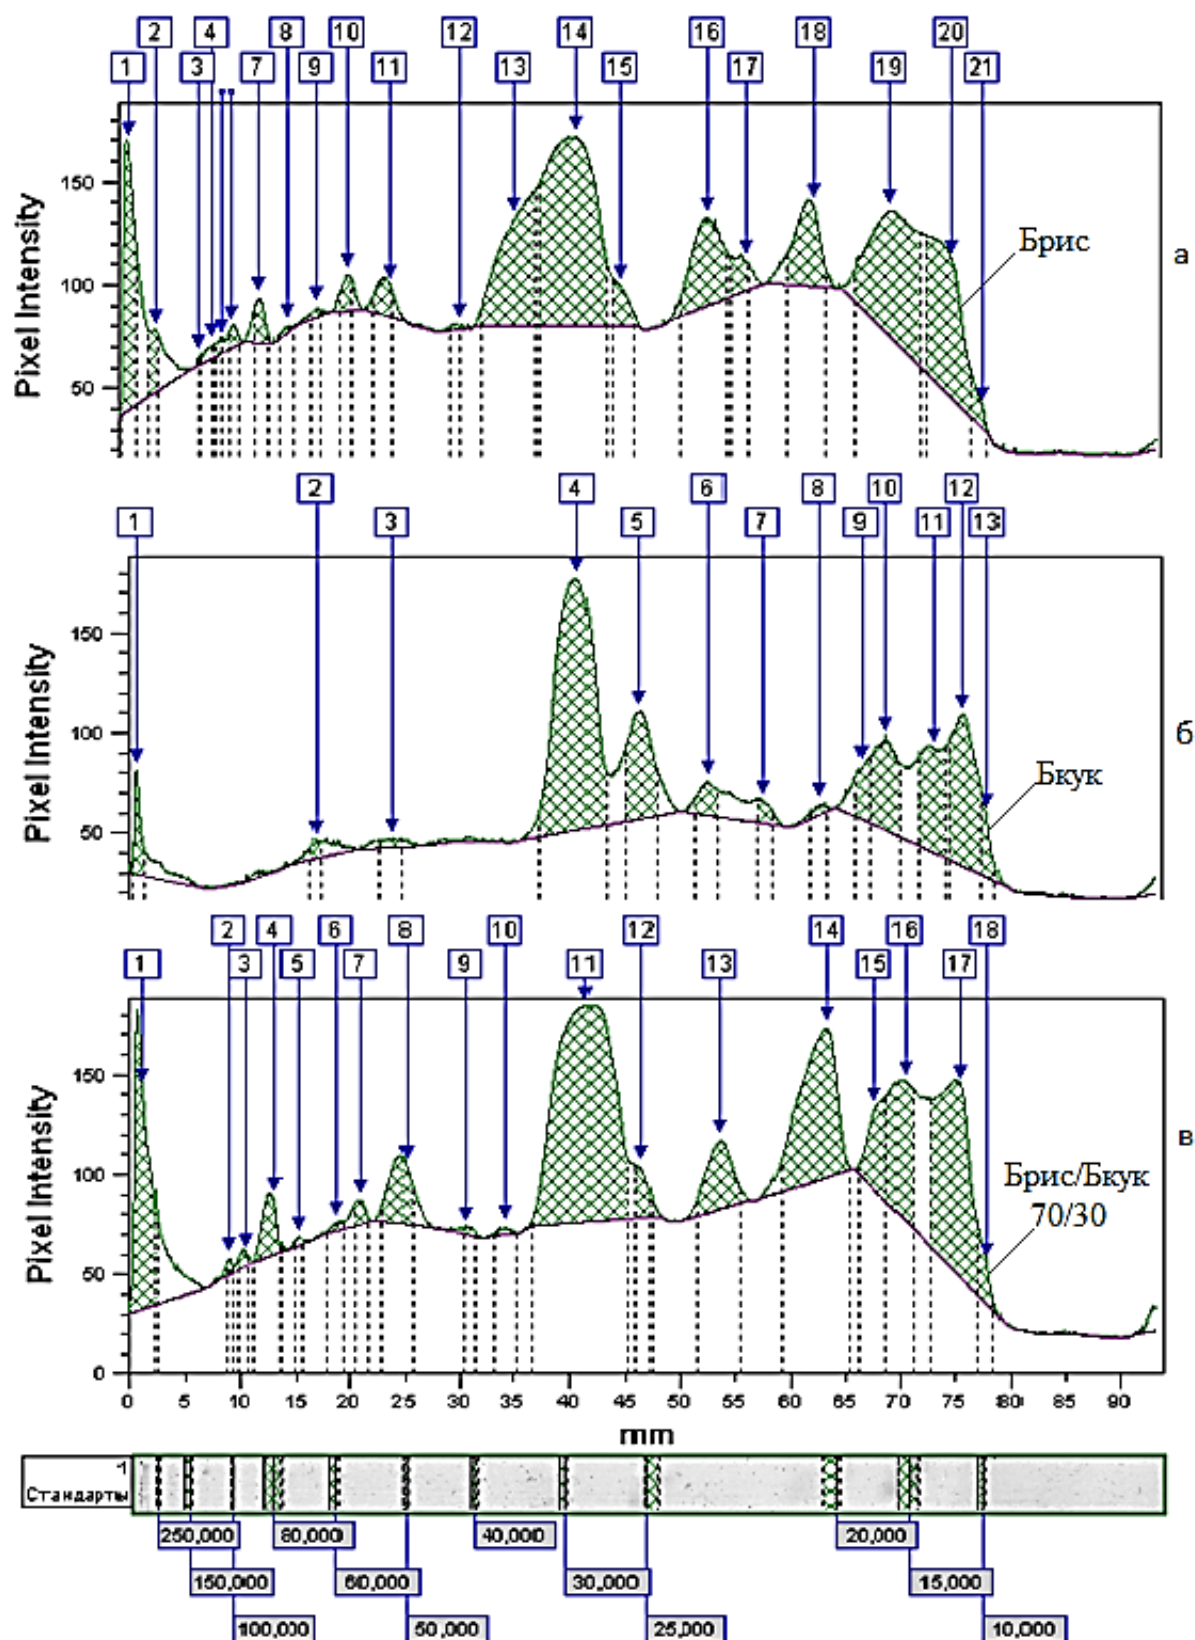 2 4 8 10 12 14 16 18 20
1 3 7 9 11 13 15 17 19 21
Pixel Intensity
150
100
50
Брис
а
2 4 6 8 10 12
1 3 5 7 9 11 13
Pixel Intensity
150
100
50
Бкук
б
2 4 6 8 10 12 14 16 18
1 3 5 7 9 11 13 15 17
Pixel Intensity
150
100
50
0
Брис/Бкук
70/30
в
0 5 10 15 20 25 30 35 40 45 50 55 60 65 70 75 80 85 90
mm
1
Стандарты
250,000 80,000 40,000 20,000
150,000 60,000 30,000 15,000
100,000 50,000 25,000 10,000